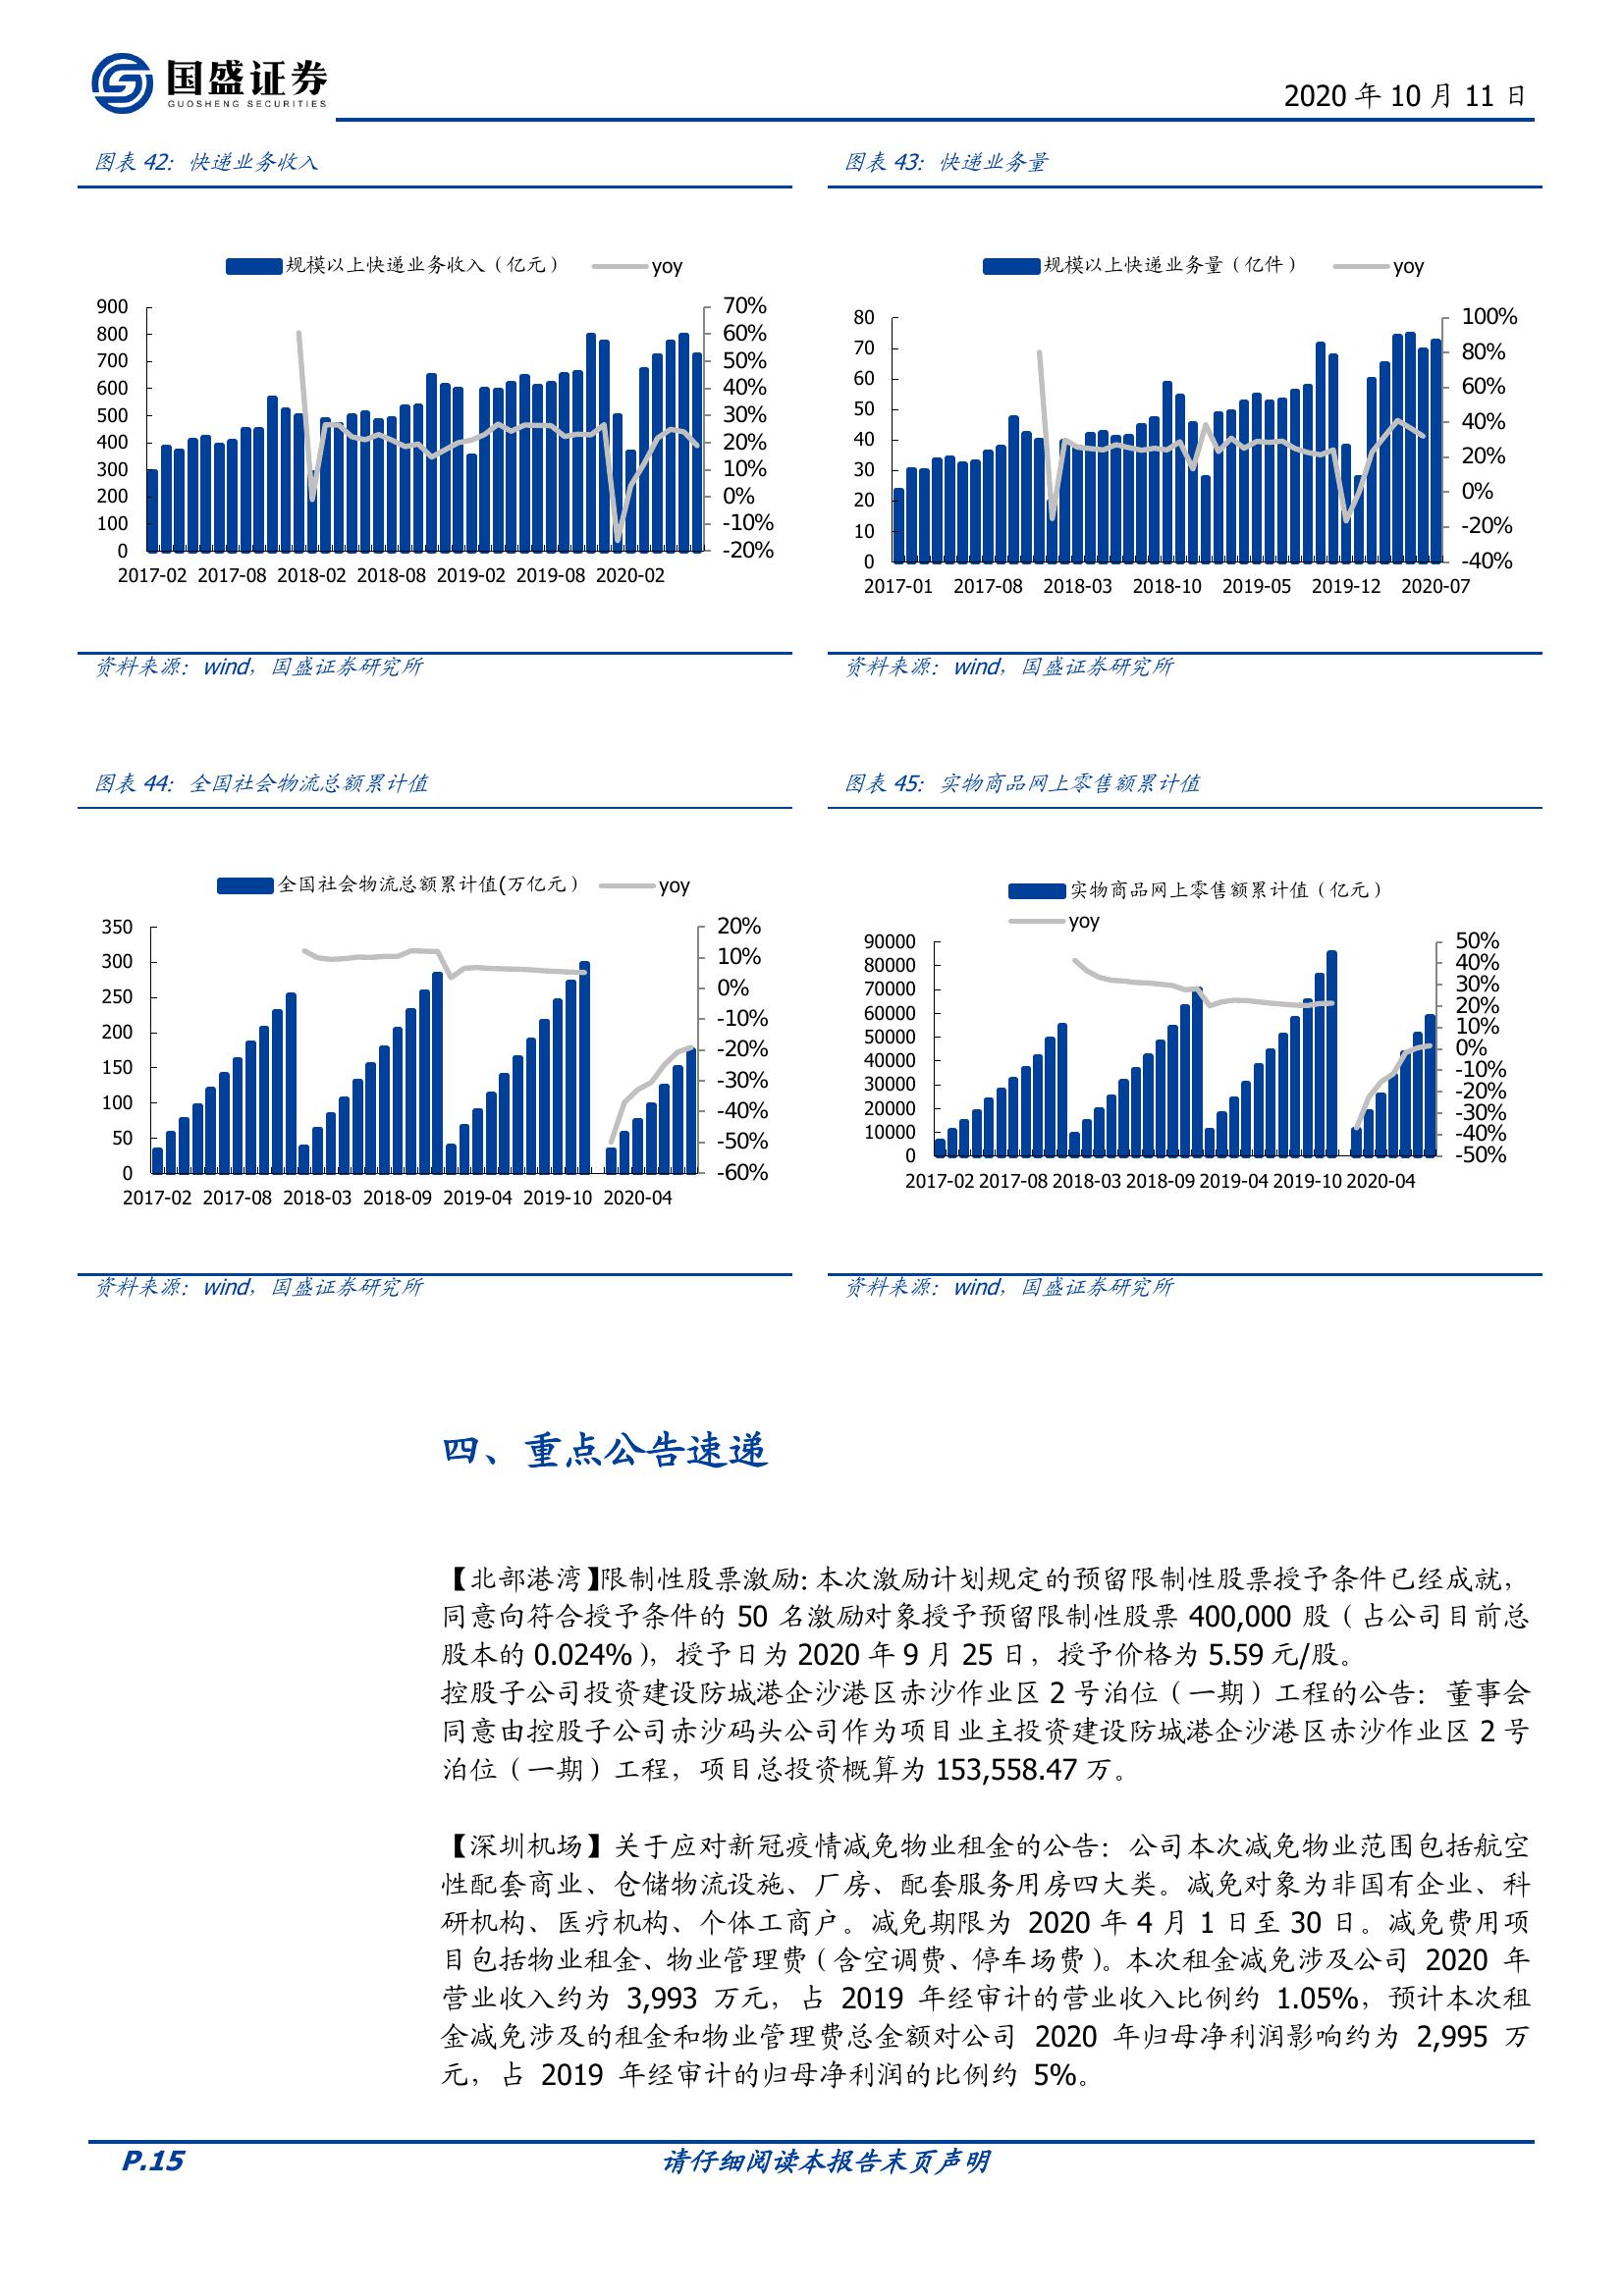 国盛证券
GUOSHENG SECURITIES
2020 年 10 月 11 日
图表 42：快递业务收入
规模以上快递业务收入（亿元） yoy
900
800
700
600
500
400
300
200
100
0
70%
60%
50%
40%
30%
20%
10%
0%
-10%
-20%
2017-02 2017-08 2018-02 2018-08 2019-02 2019-08 2020-02
资料来源：wind，国盛证券研究所
图表 43：快递业务量
规模以上快递业务量（亿件） yoy
80
70
60
50
40
30
20
10
0
100%
80%
60%
40%
20%
0%
-20%
-40%
2017-01 2017-08 2018-03 2018-10 2019-05 2019-12 2020-07
资料来源：wind，国盛证券研究所
图表 44：全国社会物流总额累计值
全国社会物流总额累计值(万亿元） yoy
350
300
250
200
150
100
50
0
20%
10%
0%
-10%
-20%
-30%
-40%
-50%
-60%
2017-02 2017-08 2018-03 2018-09 2019-04 2019-10 2020-04
资料来源：wind，国盛证券研究所
图表 45：实物商品网上零售额累计值
实物商品网上零售额累计值（亿元）
yoy
90000
80000
70000
60000
50000
40000
30000
20000
10000
0
50%
40%
30%
20%
10%
0%
-10%
-20%
-30%
-40%
-50%
2017-02 2017-08 2018-03 2018-09 2019-04 2019-10 2020-04
资料来源：wind，国盛证券研究所
四、重点公告速递
【北部港湾】限制性股票激励：本次激励计划规定的预留限制性股票授予条件已经成就，
同意向符合授予条件的 50 名激励对象授予预留限制性股票 400,000 股（占公司目前总
股本的 0.024%），授予日为 2020 年 9 月 25 日，授予价格为 5.59 元/股。
控股子公司投资建设防城港企沙港区赤沙作业区 2 号泊位（一期）工程的公告：董事会
同意由控股子公司赤沙码头公司作为项目业主投资建设防城港企沙港区赤沙作业区 2 号
泊位（一期）工程，项目总投资概算为 153,558.47 万。
【深圳机场】关于应对新冠疫情减免物业租金的公告：公司本次减免物业范围包括航空
性配套商业、仓储物流设施、厂房、配套服务用房四大类。减免对象为非国有企业、科
研机构、医疗机构、个体工商户。减免期限为 2020 年 4 月 1 日至 30 日。减免费用项
目包括物业租金、物业管理费（含空调费、停车场费）。本次租金减免涉及公司 2020 年
营业收入约为 3,993 万元，占 2019 年经审计的营业收入比例约 1.05%，预计本次租
金减免涉及的租金和物业管理费总金额对公司 2020 年归母净利润影响约为 2,995 万
元，占 2019 年经审计的归母净利润的比例约 5%。
P.15
请仔细阅读本报告末页声明